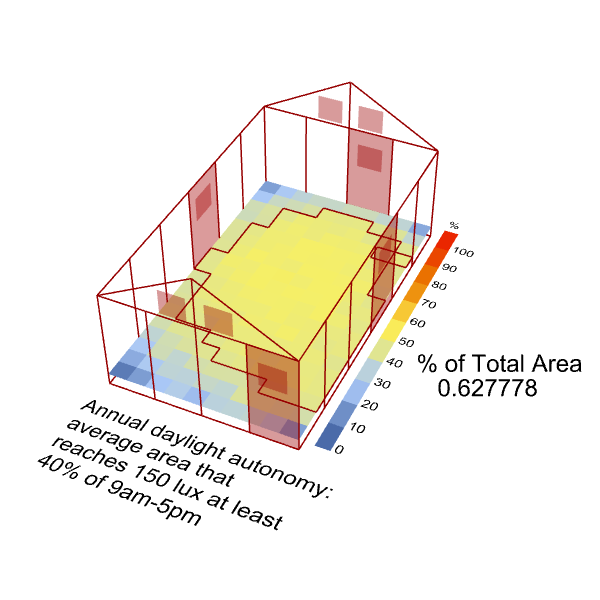 %
100
90
80
70
60
50
40
30
20
10
0
% of Total Area
0.627778
Annual daylight autonomy:
average area that
reaches 150 lux at least
40% of 9am-5pm